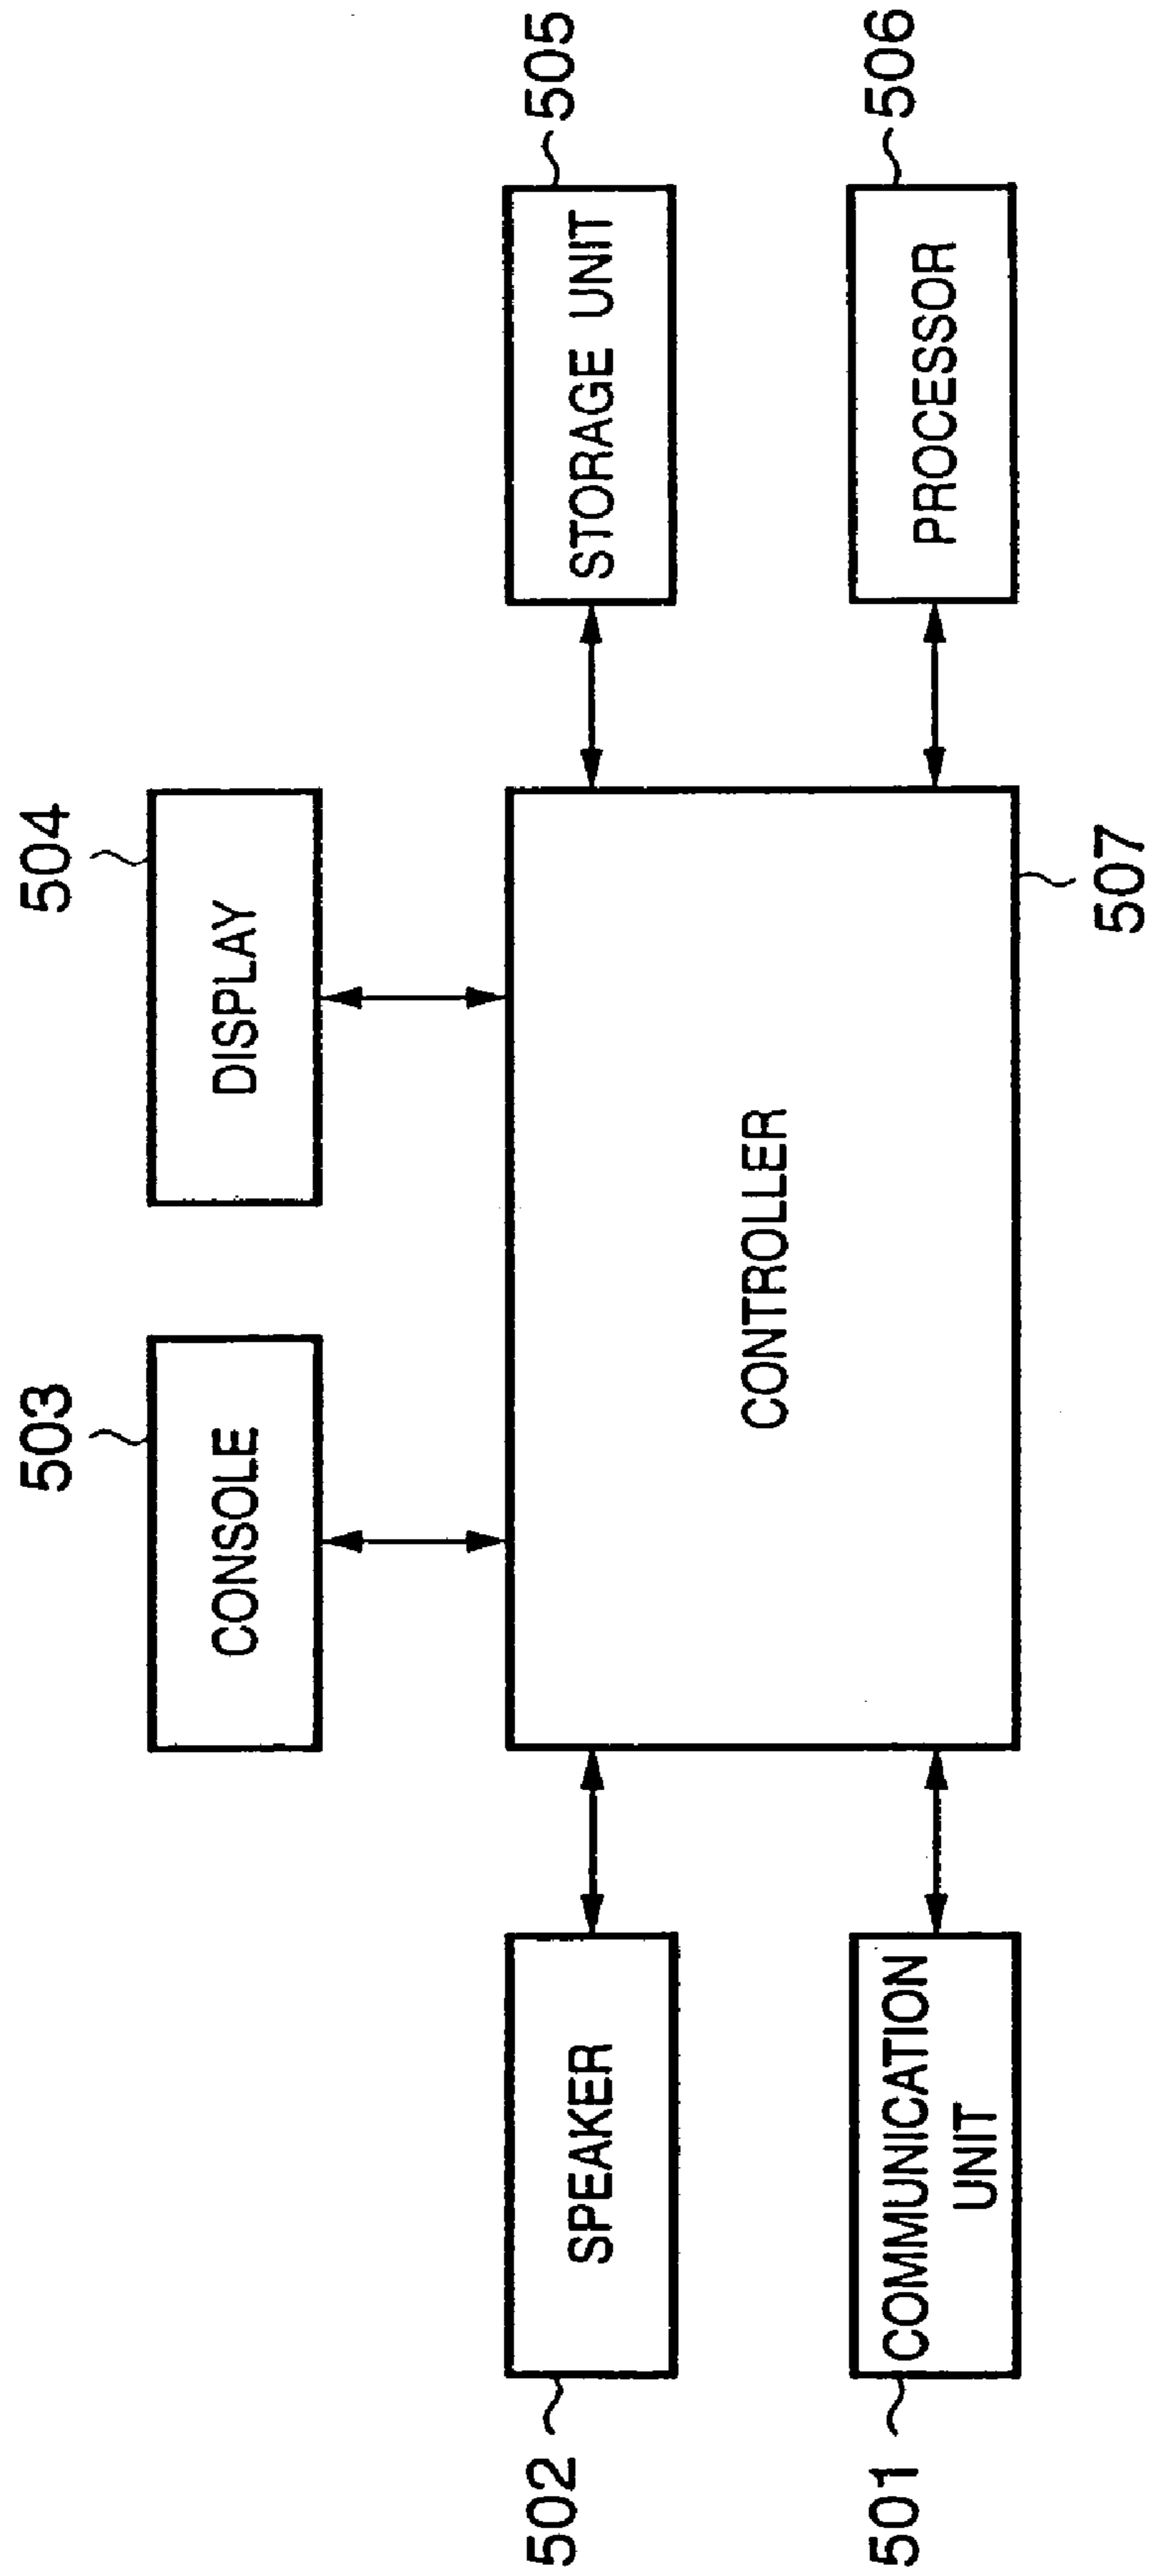 503
504
CONSOLE
DISPLAY
502
SPEAKER
STORAGE UNIT
505
CONTROLLER
501
COMMUNICATION
UNIT
PROCESSOR
506
507